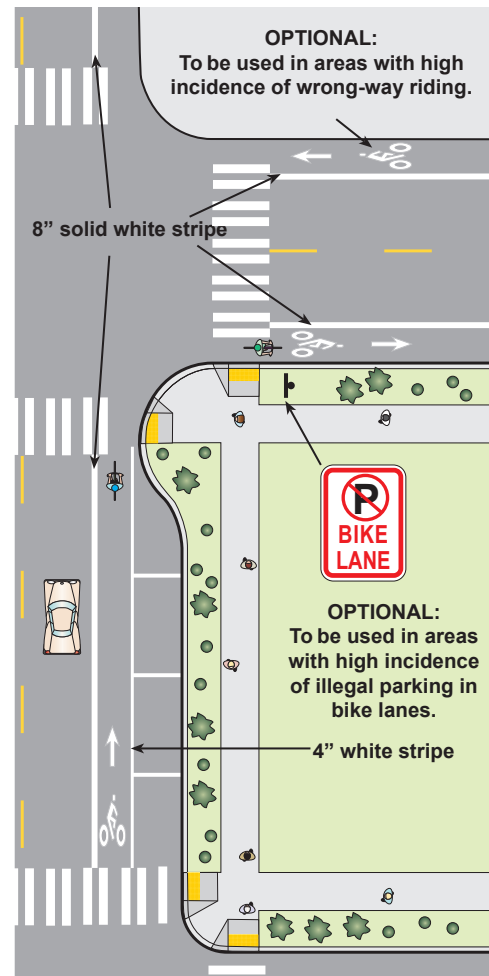 OPTIONAL:
To be used in areas with high
incidence of wrong-way riding.
8” solid white stripe
P
BIKE
LANE
OPTIONAL:
To be used in areas
with high incidence
of illegal parking in
bike lanes.
4” white stripe